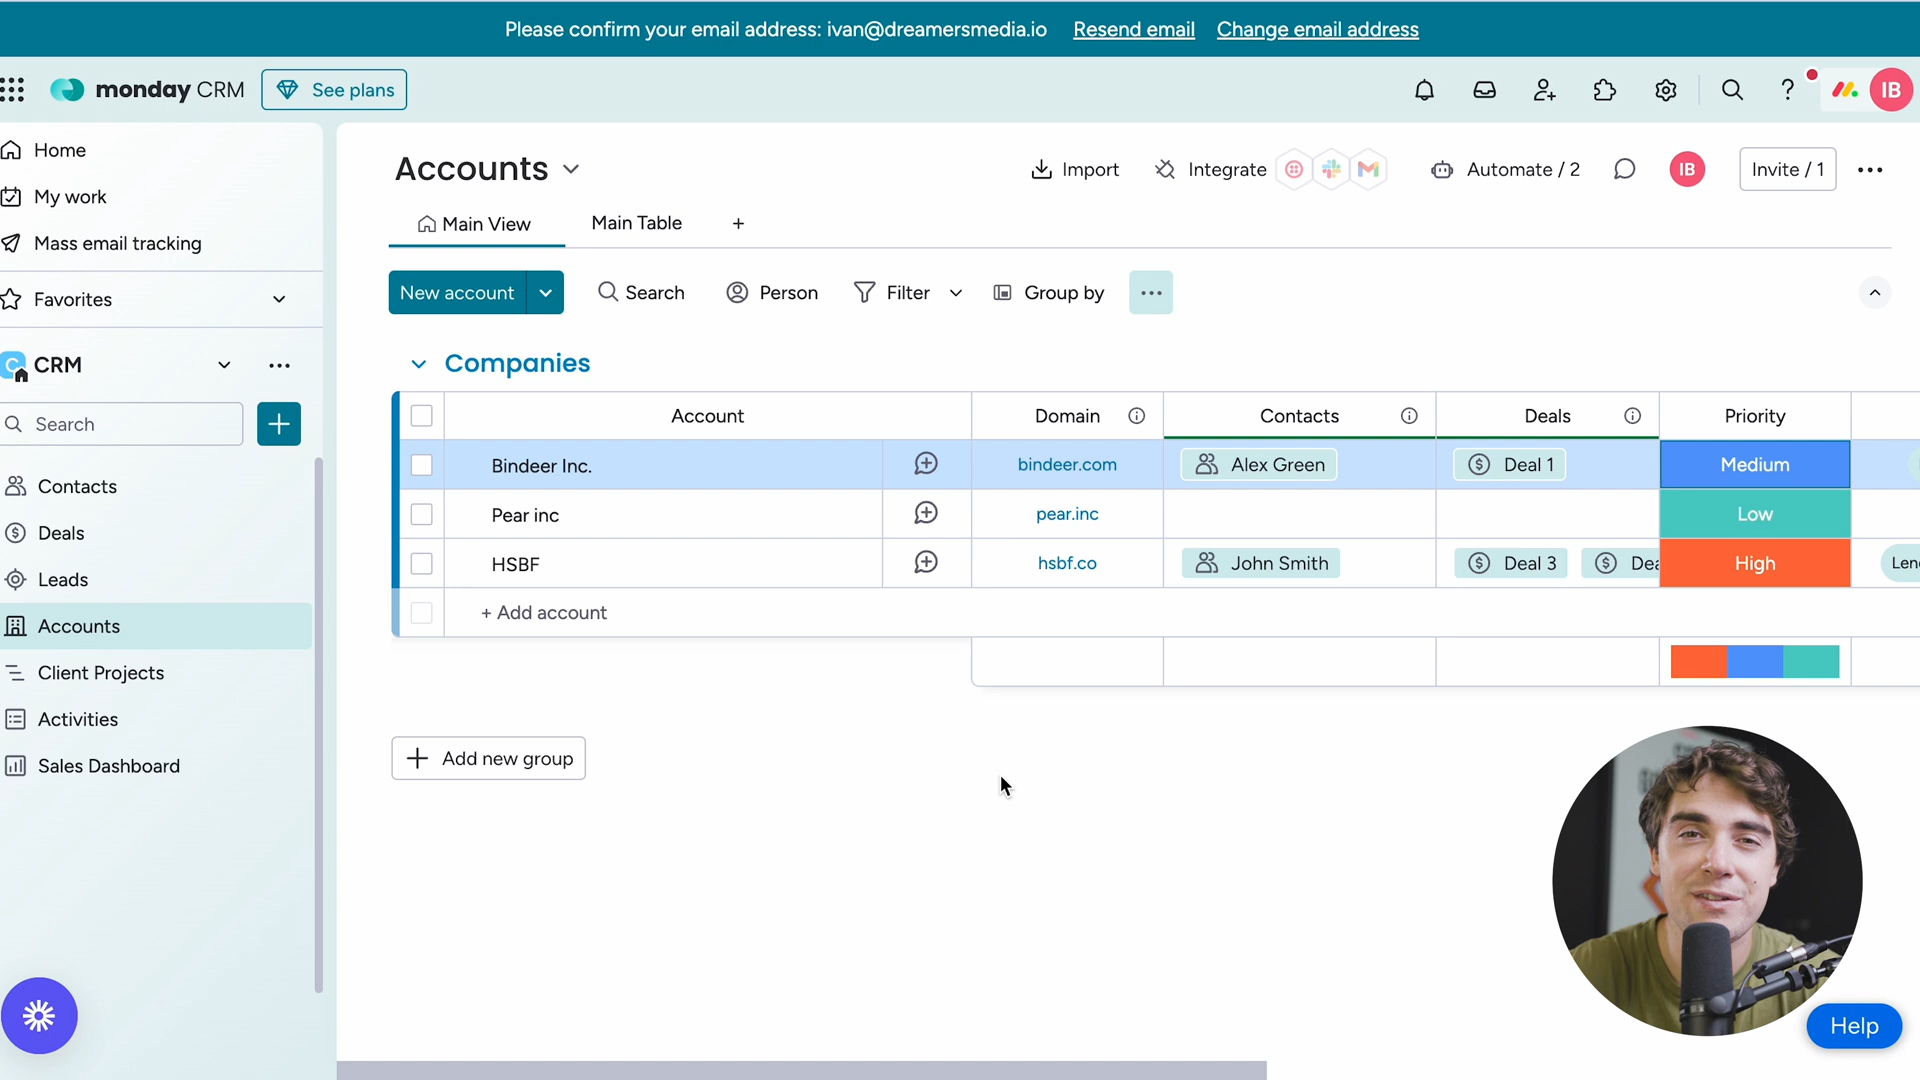 Please confirm your email address: ivan@dreamersmedia.io Resend email Change email address
monday CRM See plans IB
Home
My work
Mass email tracking
Favorites
CRM
Search
Contacts
Deals
Leads
Accounts
Client Projects
Activities
Sales Dashboard
Accounts Import Integrate Automate / 2 IB Invite / 1
Main View Main Table +
New account Search Person Filter Group by
Companies
Account Domain Contacts Deals Priority
Bindeer Inc. bindeer.com Alex Green Deal 1 Medium
Pear inc pear.inc Low
HSBF hsbf.co John Smith Deal 3 Dea High Len
+ Add account
+ Add new group
Help